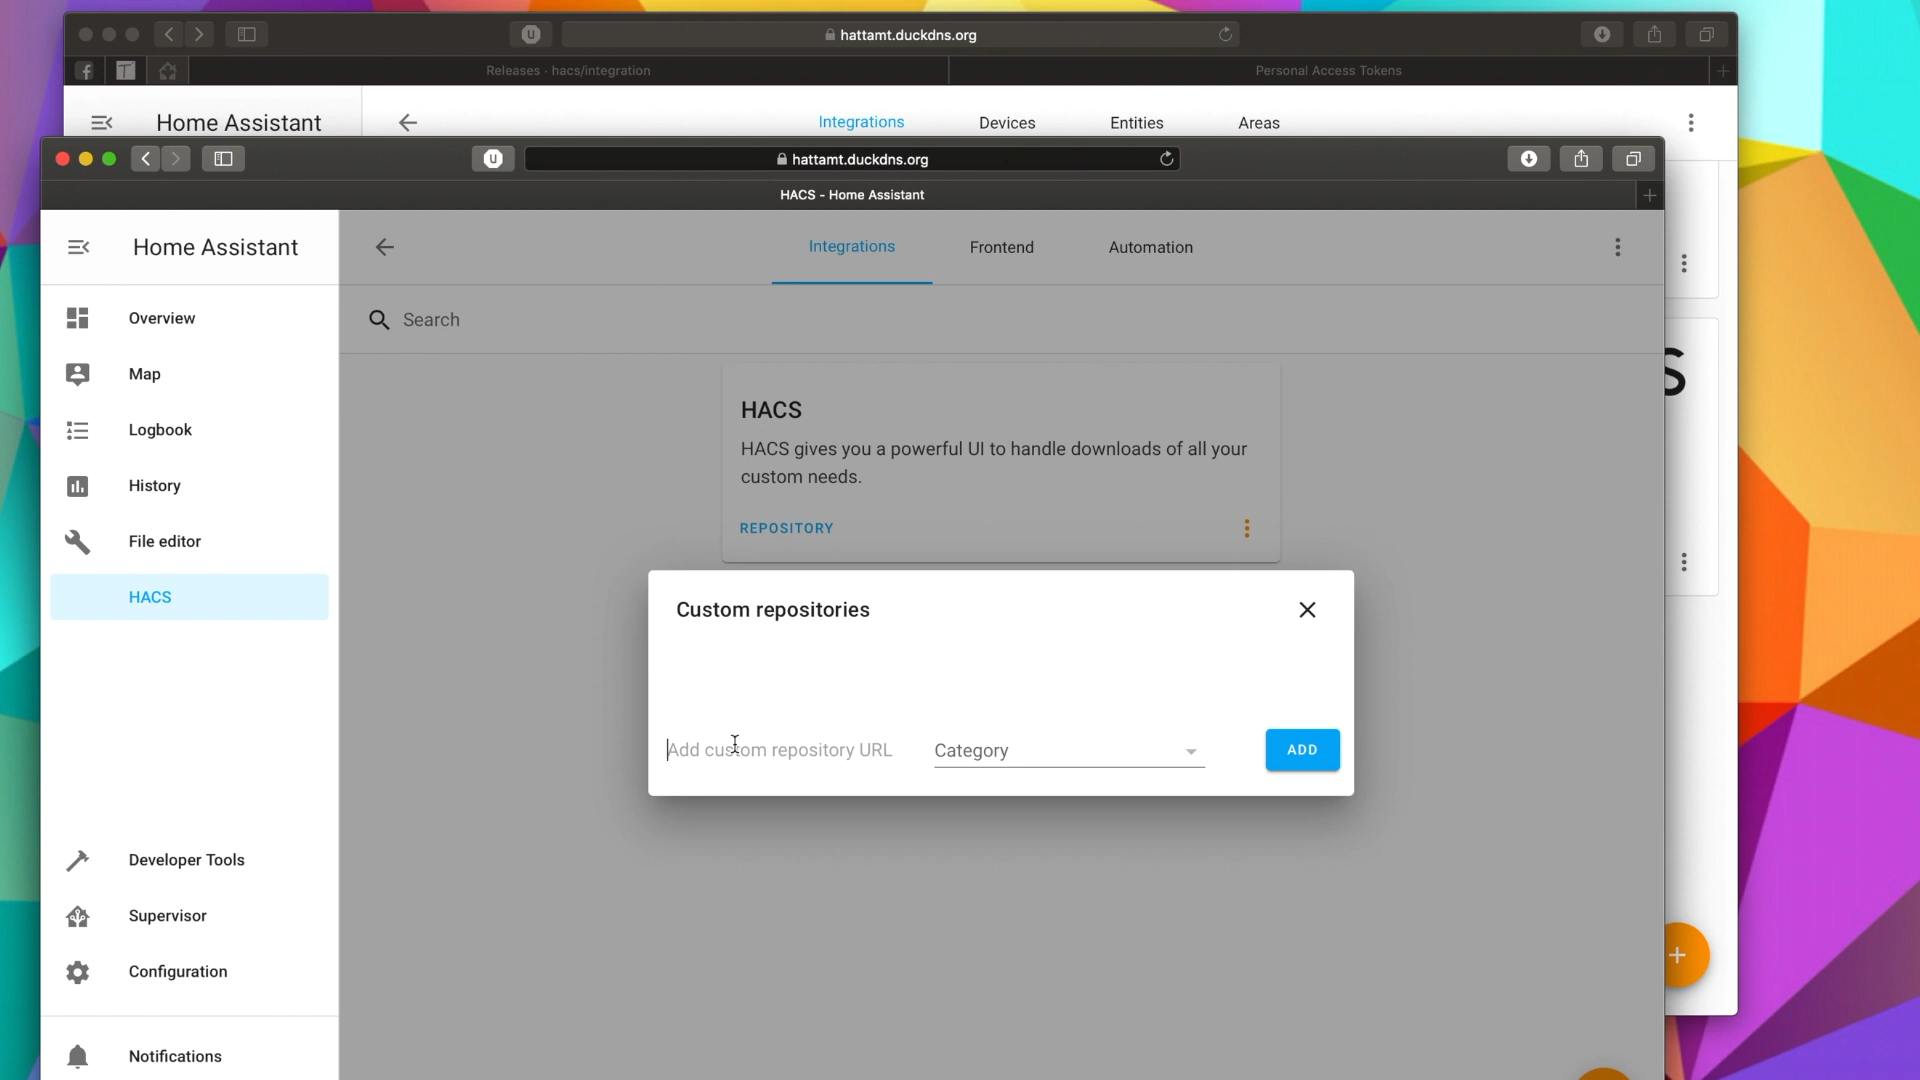 hattamt.duckdns.org
Releases · hacs/integration
Personal Access Tokens
Home Assistant
Integrations
Devices
Entities
Areas
hattamt.duckdns.org
HACS - Home Assistant
Home Assistant
Integrations
Frontend
Automation
Search
Overview
Map
Logbook
History
File editor
HACS
HACS
HACS gives you a powerful UI to handle downloads of all your
custom needs.
REPOSITORY
S
Custom repositories
Add custom repository URL
Category
ADD
Developer Tools
Supervisor
Configuration
Notifications